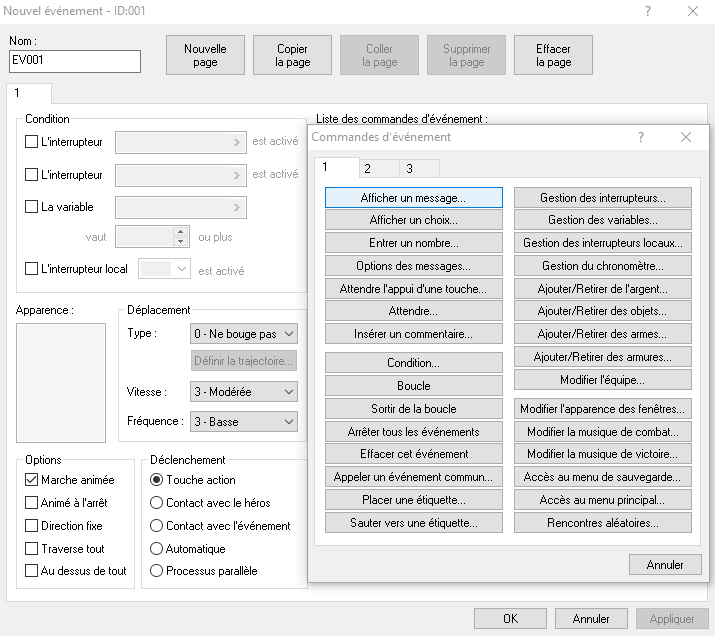 Nouvel événement - ID:001
Nom :
EV001
Nouvelle
page
Copier
la page
Coller
la page
Supprimer
la page
Effacer
la page
1
Condition
L'interrupteur
est activé
L'interrupteur
est activé
La variable
vaut
ou plus
L'interrupteur local
est activé
Apparence :
Déplacement
Type :
0 - Ne bouge pas
Définir la trajectoire...
Vitesse :
3 - Modérée
Fréquence :
3 - Basse
Options
Marche animée
Animé à l'arrêt
Direction fixe
Traverse tout
Au dessus de tout
Déclenchement
Touche action
Contact avec le héros
Contact avec l'événement
Automatique
Processus parallèle
Liste des commandes d'événement :
Commandes d'événement
1
2
3
Afficher un message...
Afficher un choix...
Entrer un nombre...
Options des messages...
Attendre l'appui d'une touche...
Attendre...
Insérer un commentaire...
Condition...
Boucle
Sortir de la boucle
Arrêter tous les événements
Effacer cet événement
Appeler un événement commun...
Placer une étiquette...
Sauter vers une étiquette...
Gestion des interrupteurs...
Gestion des variables...
Gestion des interrupteurs locaux...
Gestion du chronomètre...
Ajouter/Retirer de l'argent...
Ajouter/Retirer des objets...
Ajouter/Retirer des armes...
Ajouter/Retirer des armures...
Modifier l'équipe...
Modifier l'apparence des fenêtres...
Modifier la musique de combat...
Modifier la musique de victoire...
Accès au menu de sauvegarde...
Accès au menu principal...
Rencontres aléatoires...
Annuler
OK
Annuler
Appliquer